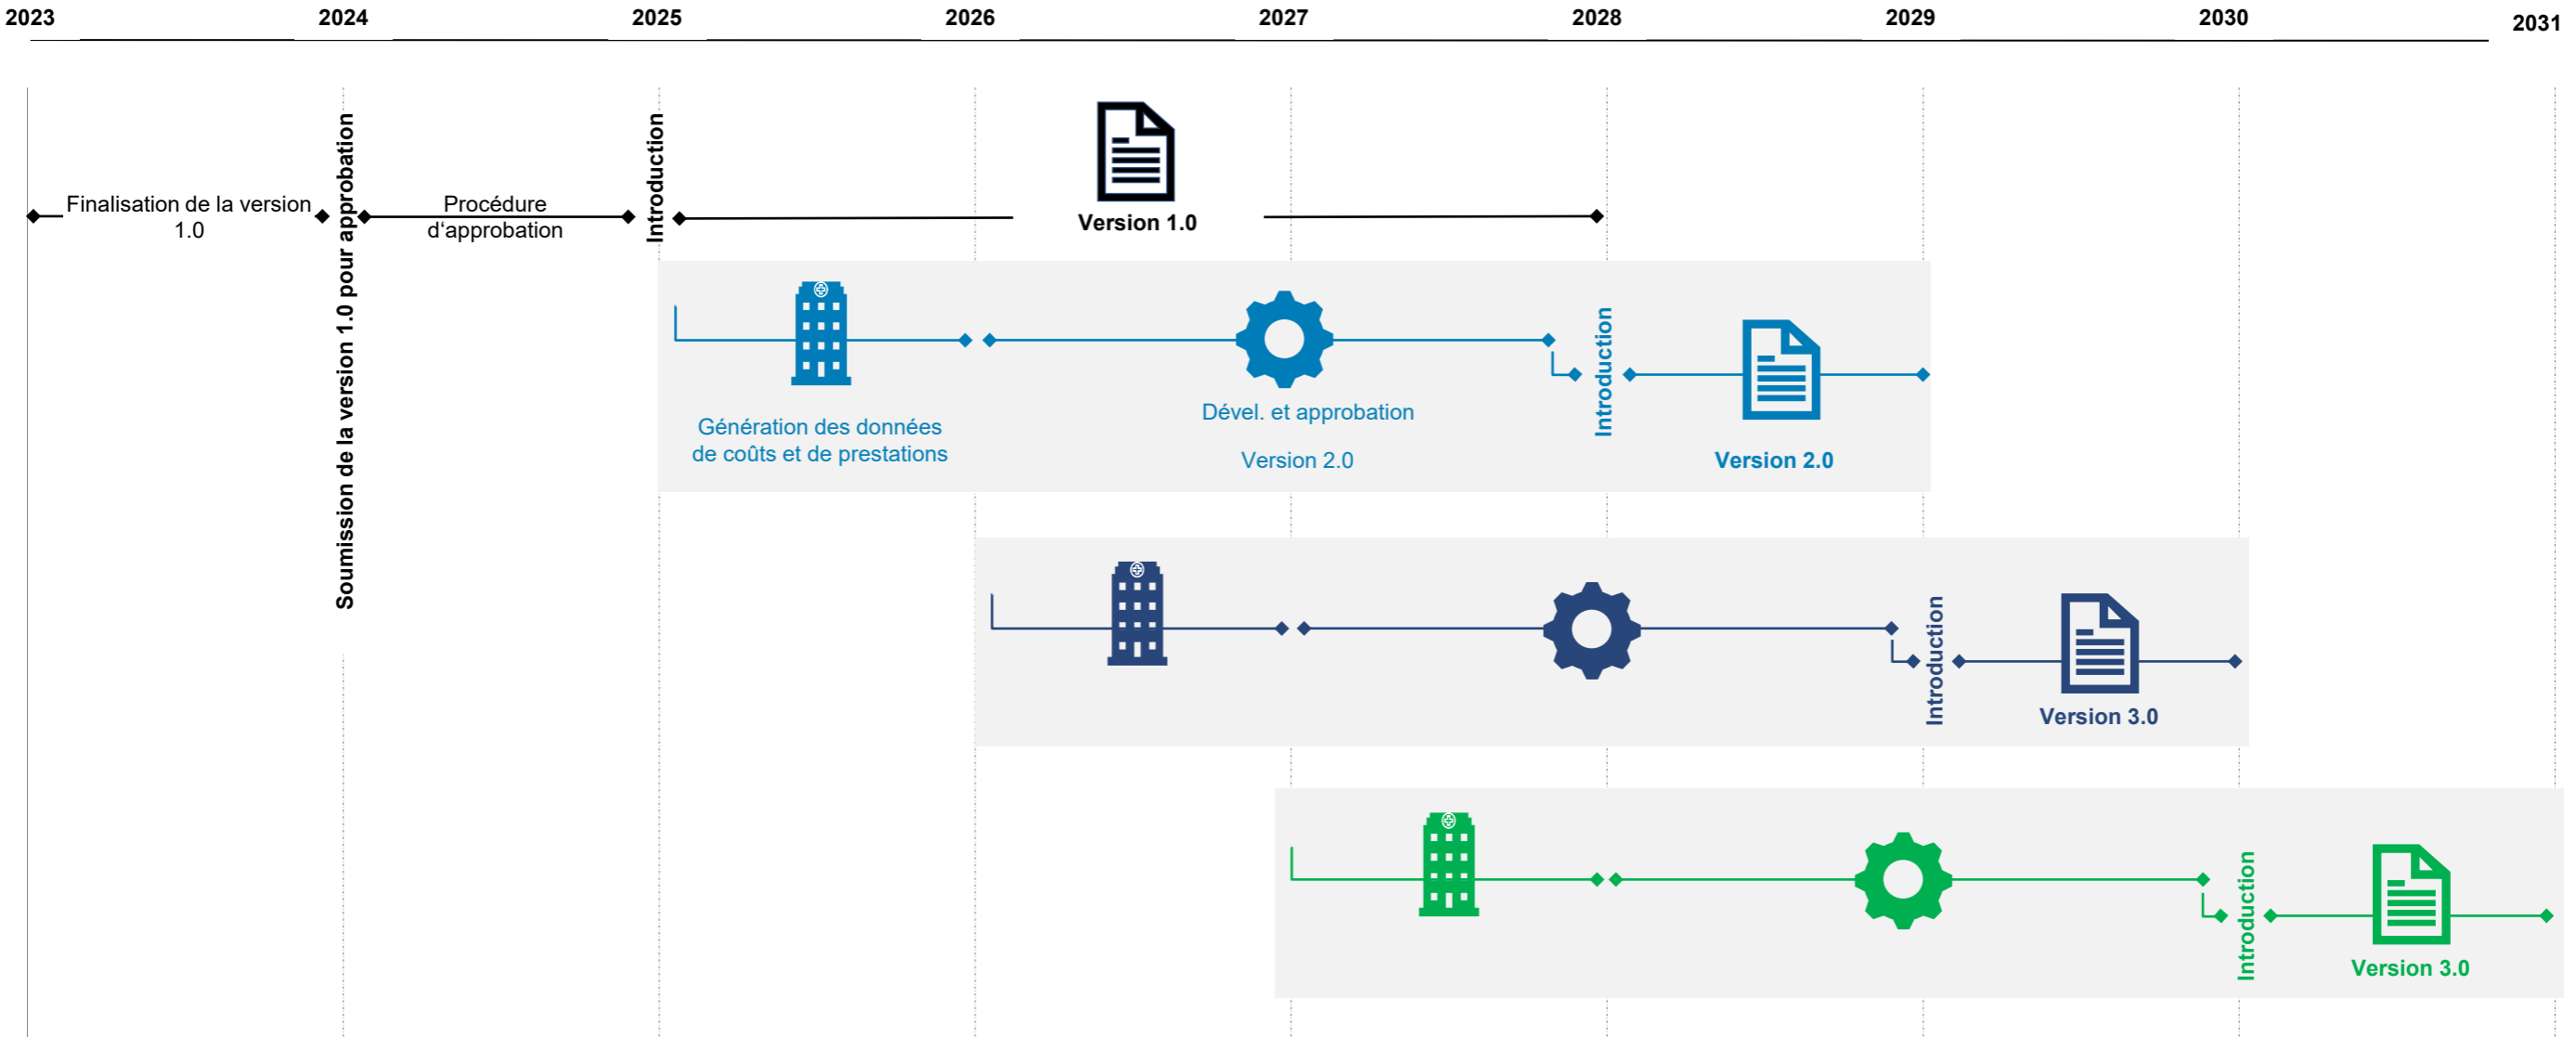 2023
2024
2025
2026
2027
2028
2029
2030
2031
Finalisation de la version
1.0
Soumission de la version 1.0 pour approbation
Procédure
d‘approbation
Introduction
Version 1.0
Génération des données
de coûts et de prestations
Dével. et approbation
Version 2.0
Introduction
Version 2.0
Introduction
Version 3.0
Introduction
Version 3.0